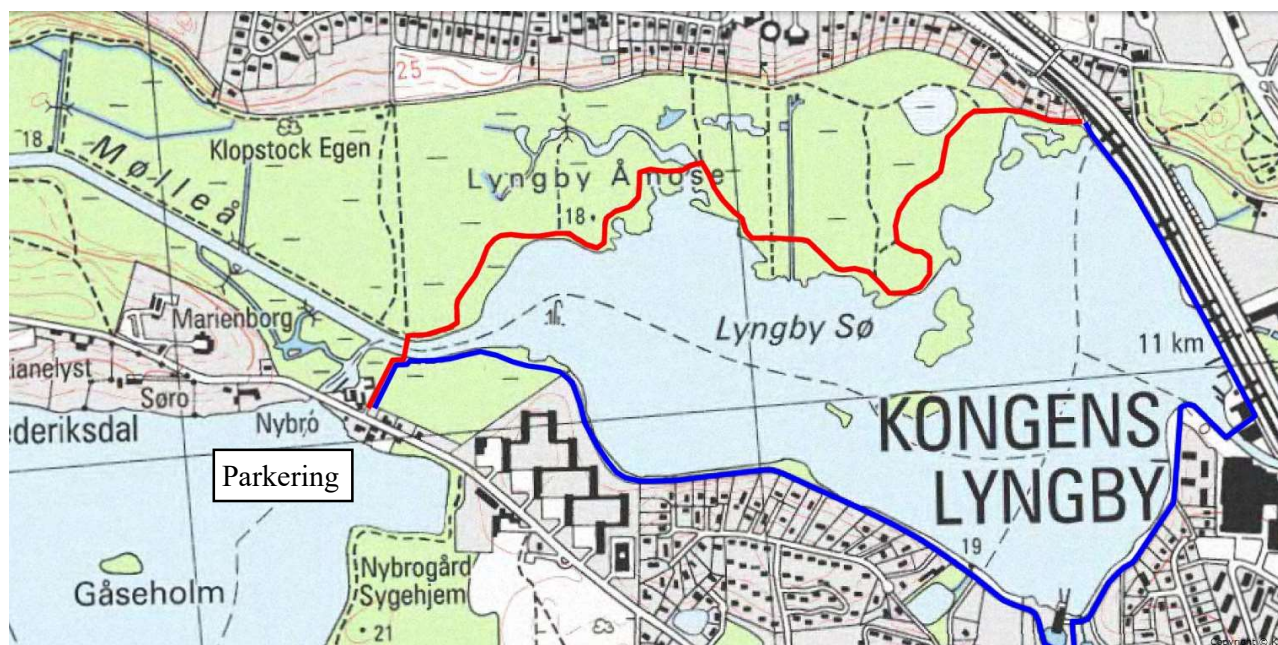 25
18
Klopstock Egen
Mølleå
Lyngby Åmose
18
Marienborg
Lyngby Sø
11 km
ianelyst
Søro
Nybro
ederiksdal
KONGENS
LYNGBY
Parkering
19
Nybrogård
Sygehjem
Gåseholm
21